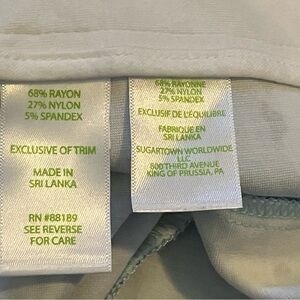 68% RAYON
27% NYLON
5% SPANDEX
EXCLUSIVE OF TRIM
MADE IN
SRI LANKA
RN #88189
SEE REVERSE
FOR CARE
68% RAYONNE
27% NYLON
5% SPANDEX
EXCLUSIF DE L'ÉQUILIBRE
FABRIQUE EN
SRI LANKA
SUGARTOWN WORLDWIDE
LLC
800 THIRD AVENUE
KING OF PRUSSIA, PA